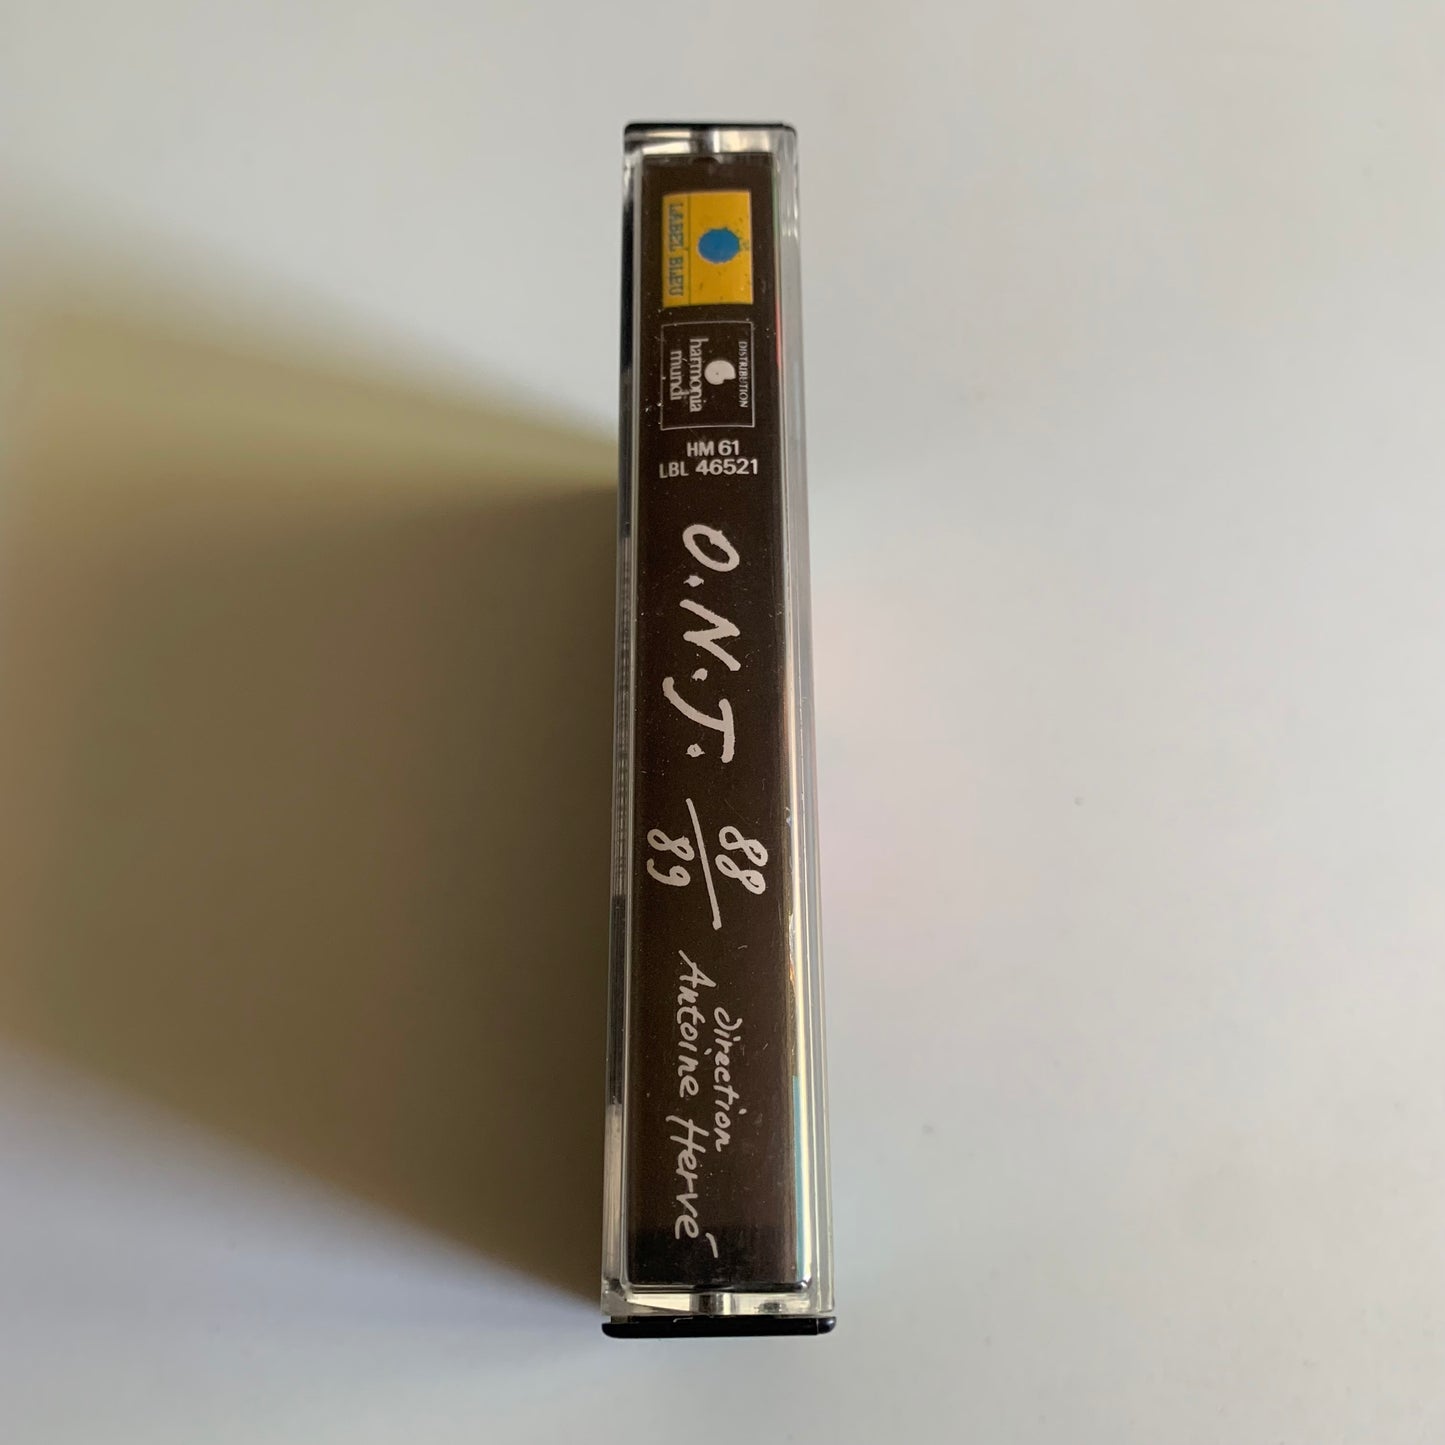 LABEL BLEU
DISTRIBUTION
harmonia
mundi
HM 61
LBL 46521
O.N.J.
88
89
direction
Antoine Hervé